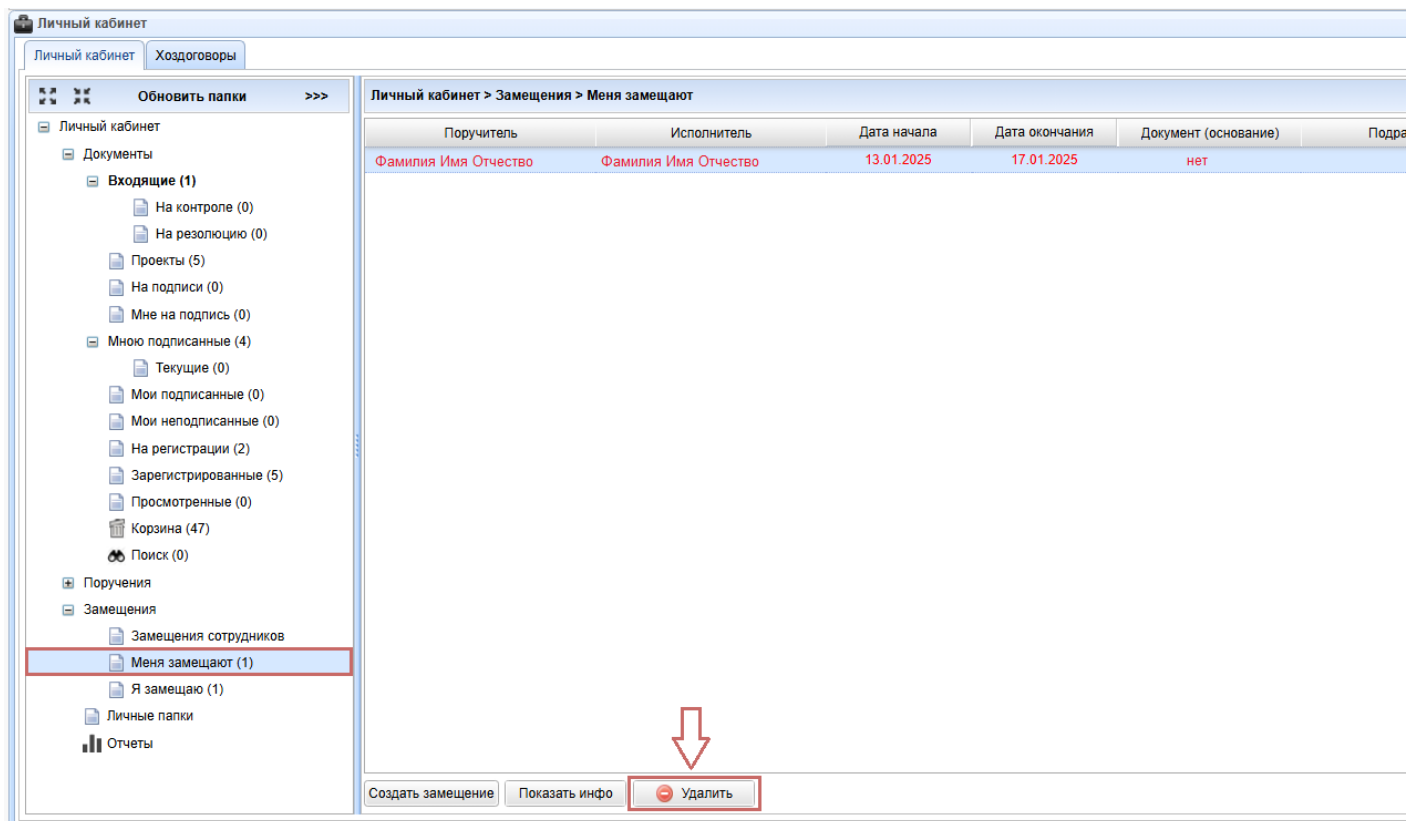 Личный кабинет
Личный кабинет Хоздоговоры
Обновить папки >>>
Личный кабинет > Замещения > Меня замещают
Личный кабинет
Документы
Входящие (1)
На контроле (0)
На резолюцию (0)
Проекты (5)
На подписи (0)
Мне на подпись (0)
Мною подписанные (4)
Текущие (0)
Мои подписанные (0)
Мои неподписанные (0)
На регистрации (2)
Зарегистрированные (5)
Просмотренные (0)
Корзина (47)
Поиск (0)
Поручения
Замещения
Замещения сотрудников
Меня замещают (1)
Я замещаю (1)
Личные папки
Отчеты
Поручитель Исполнитель Дата начала Дата окончания Документ (основание) Подра
Фамилия Имя Отчество Фамилия Имя Отчество 13.01.2025 17.01.2025 нет
Создать замещение Показать инфо Удалить